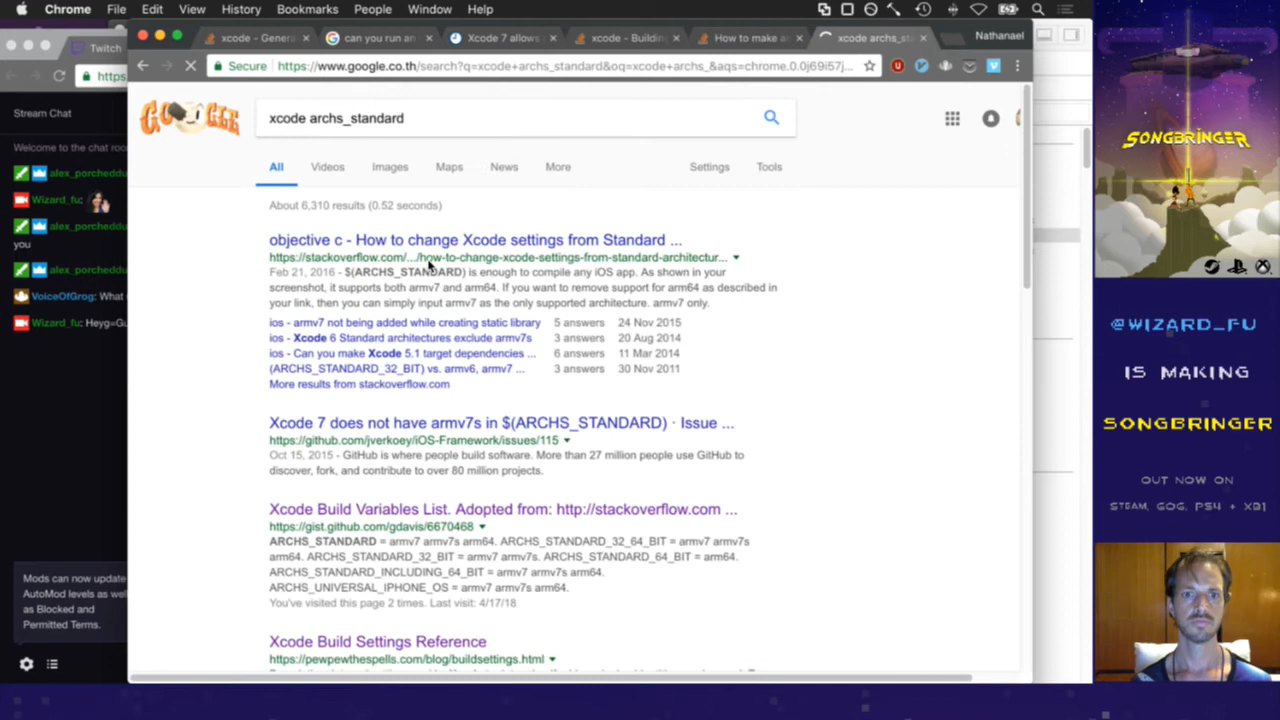 Chrome File Edit View History Bookmarks People Window Help
xcode - Genera
can you run an
Xcode 7 allows
xcode - Building
How to make a
xcode archs_sta
Nathanael
Twitch
https:
Secure https://www.google.co.th/search?q=xcode+archs_standard&oq=xcode+archs_&aqs=chrome.0.0j69i57j...
Stream Chat
Welcome to the chat roo
alex_porcheddu
Wizard_fu:
alex_porcheddu
you
alex_porcheddu
VoiceOfGrog: What
Wizard_fu: Heyg=Gu
Mods can now update
AutoMod levels as well
as Blocked and
Permitted Terms.
xcode archs_standard
All Videos Images Maps News More Settings Tools
About 6,310 results (0.52 seconds)
objective c - How to change Xcode settings from Standard ...
https://stackoverflow.com/.../how-to-change-xcode-settings-from-standard-architectur...
Feb 21, 2016 - $(ARCHS_STANDARD) is enough to compile any iOS app. As shown in your
screenshot, it supports both armv7 and arm64. If you want to remove support for arm64 as described in
your link, then you can simply input armv7 as the only supported architecture. armv7 only.
ios - armv7 not being added while creating static library 5 answers 24 Nov 2015
ios - Xcode 6 Standard architectures exclude armv7s 3 answers 20 Aug 2014
ios - Can you make Xcode 5.1 target dependencies ... 6 answers 11 Mar 2014
(ARCHS_STANDARD_32_BIT) vs. armv6, armv7 ... 3 answers 30 Nov 2011
More results from stackoverflow.com
Xcode 7 does not have armv7s in $(ARCHS_STANDARD) · Issue ...
https://github.com/jverkoey/iOS-Framework/issues/115
Oct 15, 2015 - GitHub is where people build software. More than 27 million people use GitHub to
discover, fork, and contribute to over 80 million projects.
Xcode Build Variables List. Adopted from: http://stackoverflow.com ...
https://gist.github.com/gdavis/6670468
ARCHS_STANDARD = armv7 armv7s arm64. ARCHS_STANDARD_32_64_BIT = armv7 armv7s
arm64. ARCHS_STANDARD_32_BIT = armv7 armv7s. ARCHS_STANDARD_64_BIT = arm64.
ARCHS_STANDARD_INCLUDING_64_BIT = armv7 armv7s arm64.
ARCHS_UNIVERSAL_IPHONE_OS = armv7 armv7s arm64.
You've visited this page 2 times. Last visit: 4/17/18
Xcode Build Settings Reference
https://pewpewthespells.com/blog/buildsettings.html
SONGBRINGER
@WIZARD_FU
IS MAKING
SONGBRINGER
OUT NOW ON
STEAM, GOG, PS4 + XB1